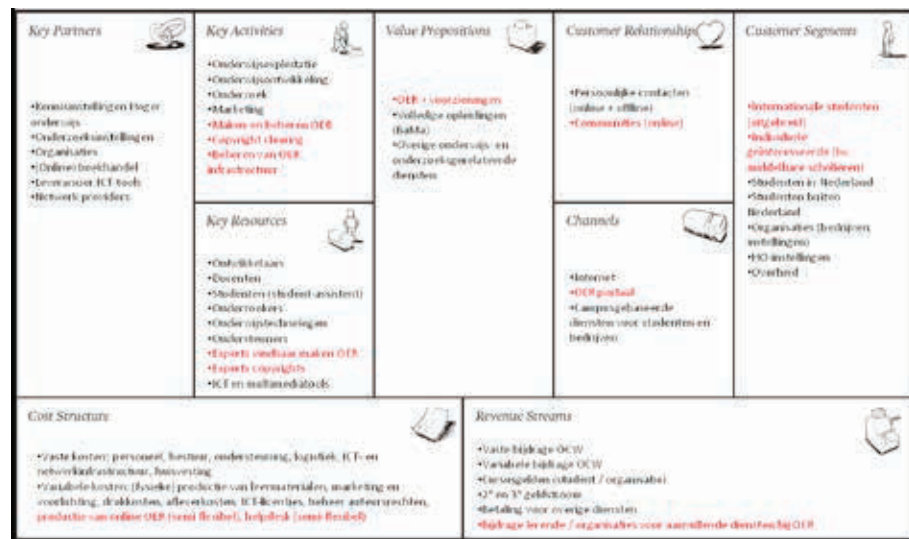 Key Partners
•Kennisinstellingen Hoger
onderwijs
•Onderzoeksinstellingen
•Organisaties
•(Online) boekhandel
•Leverancier ICT-tools
•Netwerk providers
Key Activities
•Onderwijsexploitatie
•Onderwijsontwikkeling
•Onderzoek
•Marketing
•Maken en beheren OER
•Copyright clearing
•Beheren van OER
infrastructuur
Key Resources
•Ontwikkelaars
•Docenten
•Studenten (student-assistent)
•Onderzoekers
•Onderwijstechnologen
•Ondersteuners
•Experts vindbaar maken OER
•Experts copyrights
•ICT en multimediatools
Value Propositions
•OER + voorzieningen
•Volledige opleidingen
(BaMa)
•Overige onderwijs- en
onderzoeksgerelateerde
diensten
Customer Relationships
•Persoonlijke contacten
(online + offline)
•Communities (online)
Channels
•Internet
•OER portaal
•Campusgebaseerde
diensten voor studenten en
bedrijven
Customer Segments
•Internationale studenten
(uitgebreid)
•Individuele
geïnteresseerde (bv.
middelbare scholieren)
•Studenten in Nederland
•Studenten buiten
Nederland
•Organisaties (bedrijven,
instellingen)
•HO-instellingen
•Overheid
Cost Structure
•Vaste kosten: personeel, bestuur, ondersteuning, logistiek, ICT- en
netwerkinfrastructuur, huisvesting
•Variabele kosten: (fysieke) productie van leermaterialen, marketing en
voorlichting, drukkosten, afleverkosten, ICT-licenties, beheer auteursrechten,
productie van online OER (semi flexibel), helpdesk (semi-flexibel)
Revenue Streams
•Vaste bijdrage OCW
•Variabele bijdrage OCW
•Cursusgelden (student / organisatie)
•2e en 3e geldstroom
•Betaling voor overige diensten
•Bijdrage lerende / organisaties voor aanvullende diensten bij OER